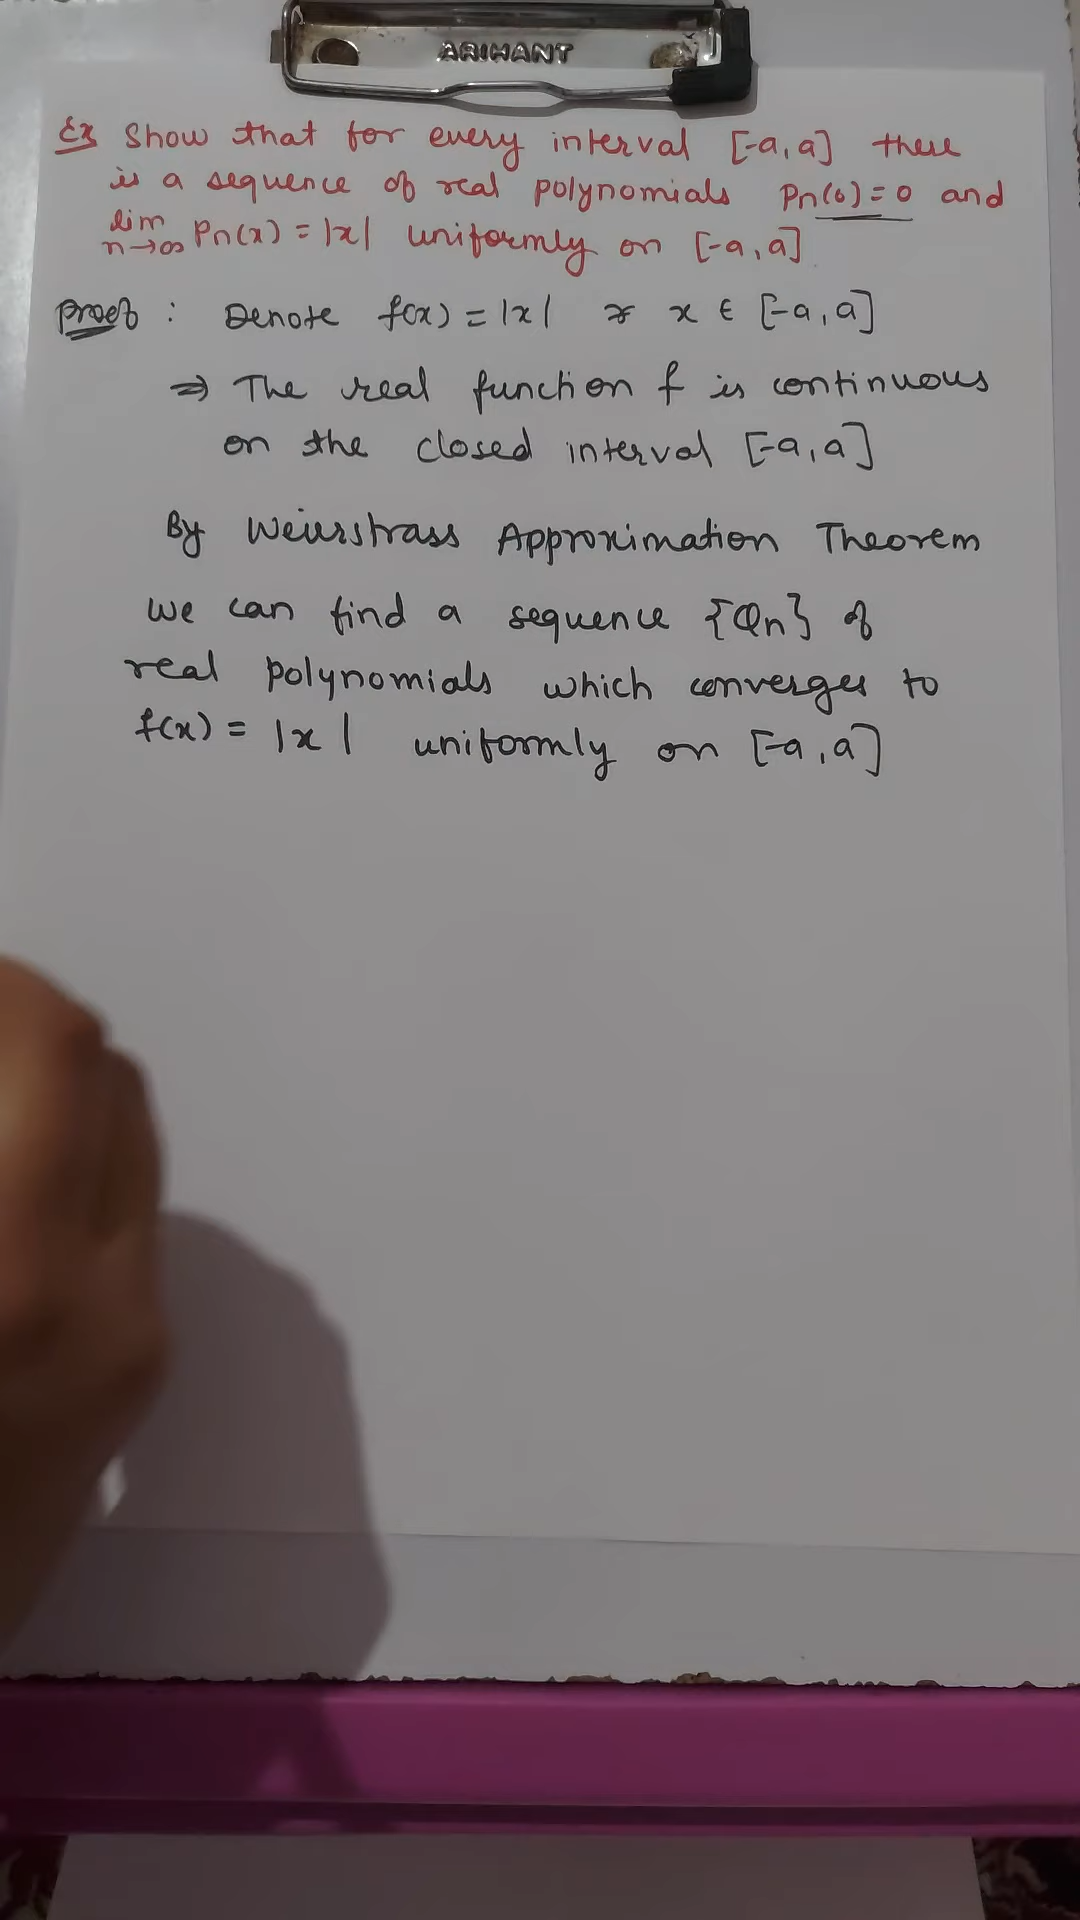 ARIHANT
Ex Show that for every interval [-a,a] there
is a sequence of real polynomials Pn(0)=0 and
lim n→∞ Pn(x) = |x| uniformly on [-a,a]
Proof : Denote f(x) = |x| ∀ x ∈ [-a,a]
⇒ The real function f is continuous
on the closed interval [-a,a]
By Weierstrass Approximation Theorem
we can find a sequence {Qn} of
real polynomials which converges to
f(x) = |x| uniformly on [-a,a]